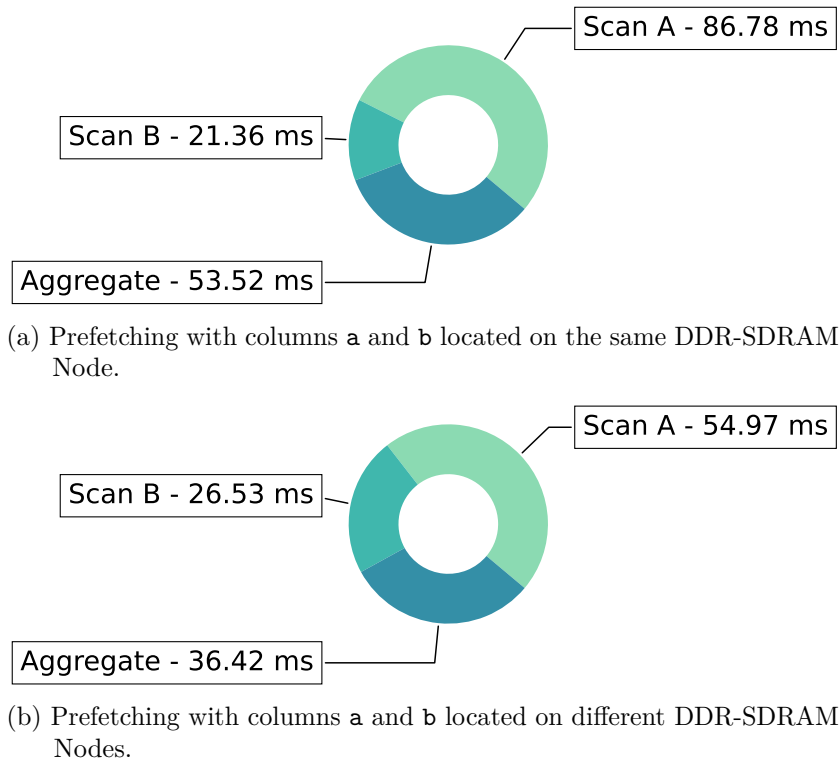 Scan A - 86.78 ms
Scan B - 21.36 ms
Aggregate - 53.52 ms
(a) Prefetching with columns a and b located on the same DDR-SDRAM
Node.
Scan A - 54.97 ms
Scan B - 26.53 ms
Aggregate - 36.42 ms
(b) Prefetching with columns a and b located on different DDR-SDRAM
Nodes.